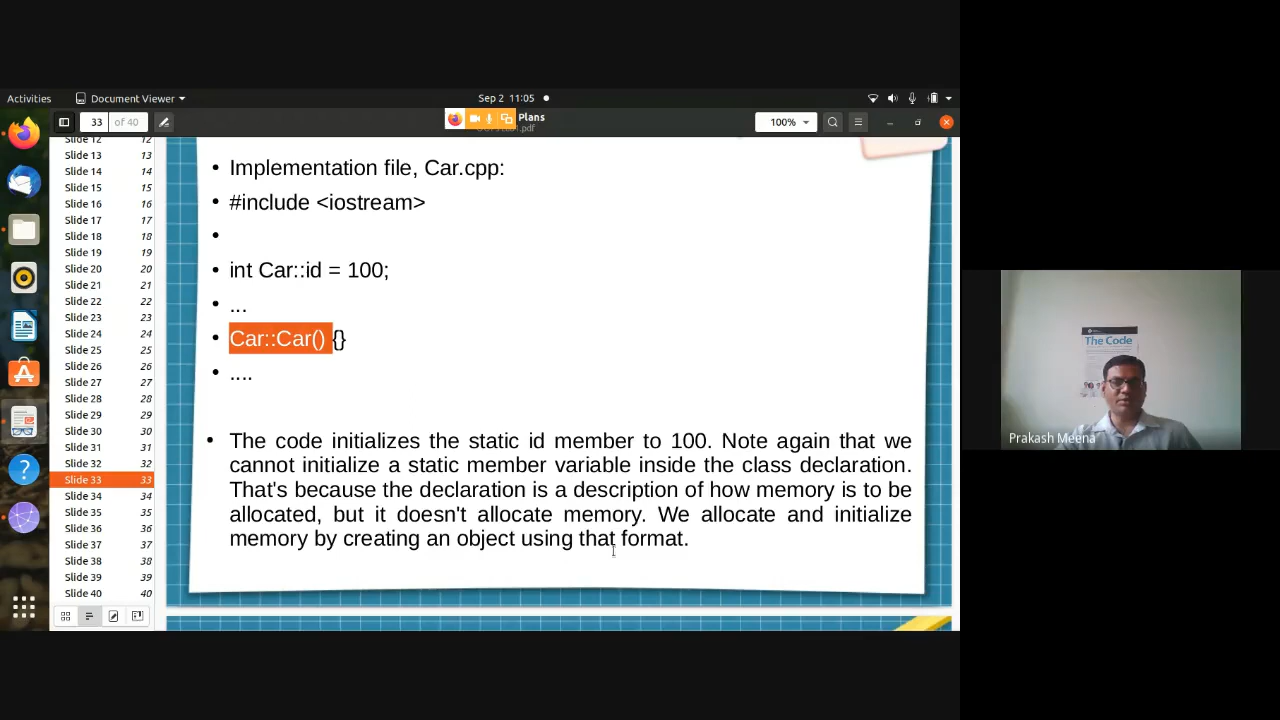 Activities
Document Viewer
Sep 2 11:05
33 of 40
Plans
.pdf
100%
Slide 12 12
Slide 13 13
Slide 14 14
Slide 15 15
Slide 16 16
Slide 17 17
Slide 18 18
Slide 19 19
Slide 20 20
Slide 21 21
Slide 22 22
Slide 23 23
Slide 24 24
Slide 25 25
Slide 26 26
Slide 27 27
Slide 28 28
Slide 29 29
Slide 30 30
Slide 31 31
Slide 32 32
Slide 33 33
Slide 34 34
Slide 35 35
Slide 36 36
Slide 37 37
Slide 38 38
Slide 39 39
Slide 40 40
• Implementation file, Car.cpp:
• #include <iostream>
•
• int Car::id = 100;
• ...
• Car::Car() {}
• ....
• The code initializes the static id member to 100. Note again that we
cannot initialize a static member variable inside the class declaration.
That's because the declaration is a description of how memory is to be
allocated, but it doesn't allocate memory. We allocate and initialize
memory by creating an object using that format.
The Code
Prakash Meena